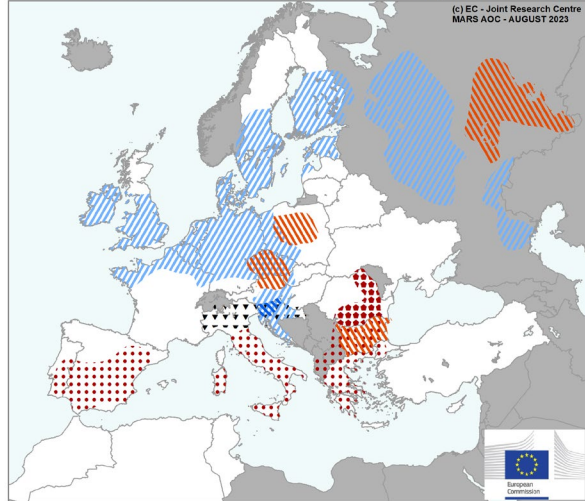 (c) EC - Joint Research Centre
MARS AOC - AUGUST 2023
European
Commission